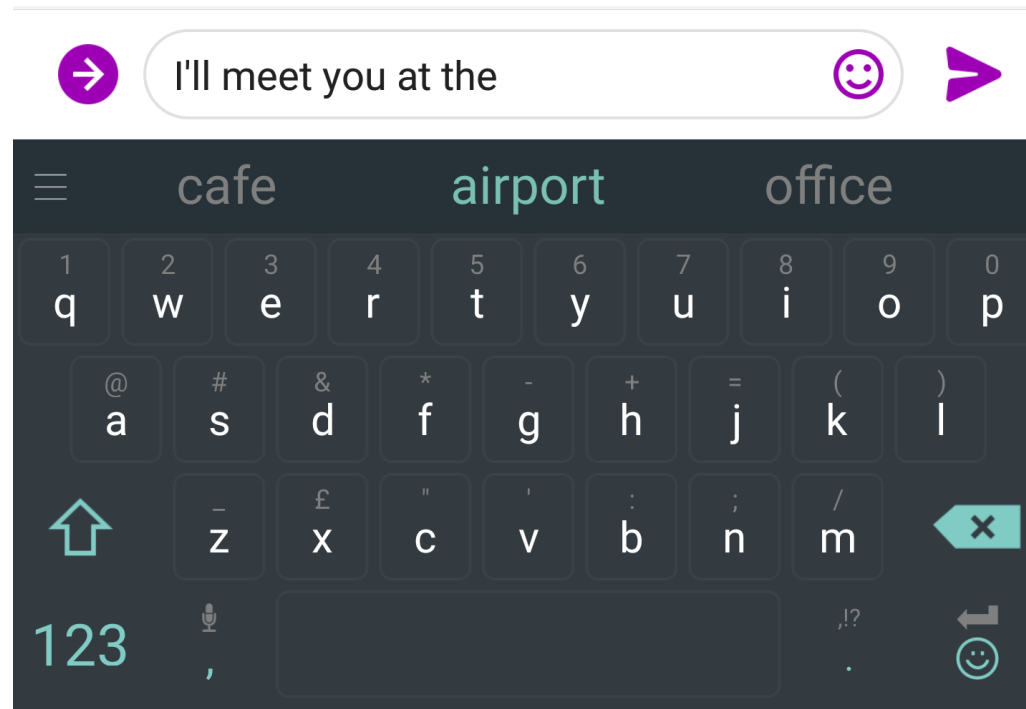 I'll meet you at the
cafe airport office
1 2 3 4 5 6 7 8 9 0
q w e r t y u i o p
@ # & * - + = ( )
a s d f g h j k l
_ £ " ' : ; /
z x c v b n m
123 , ,!? .